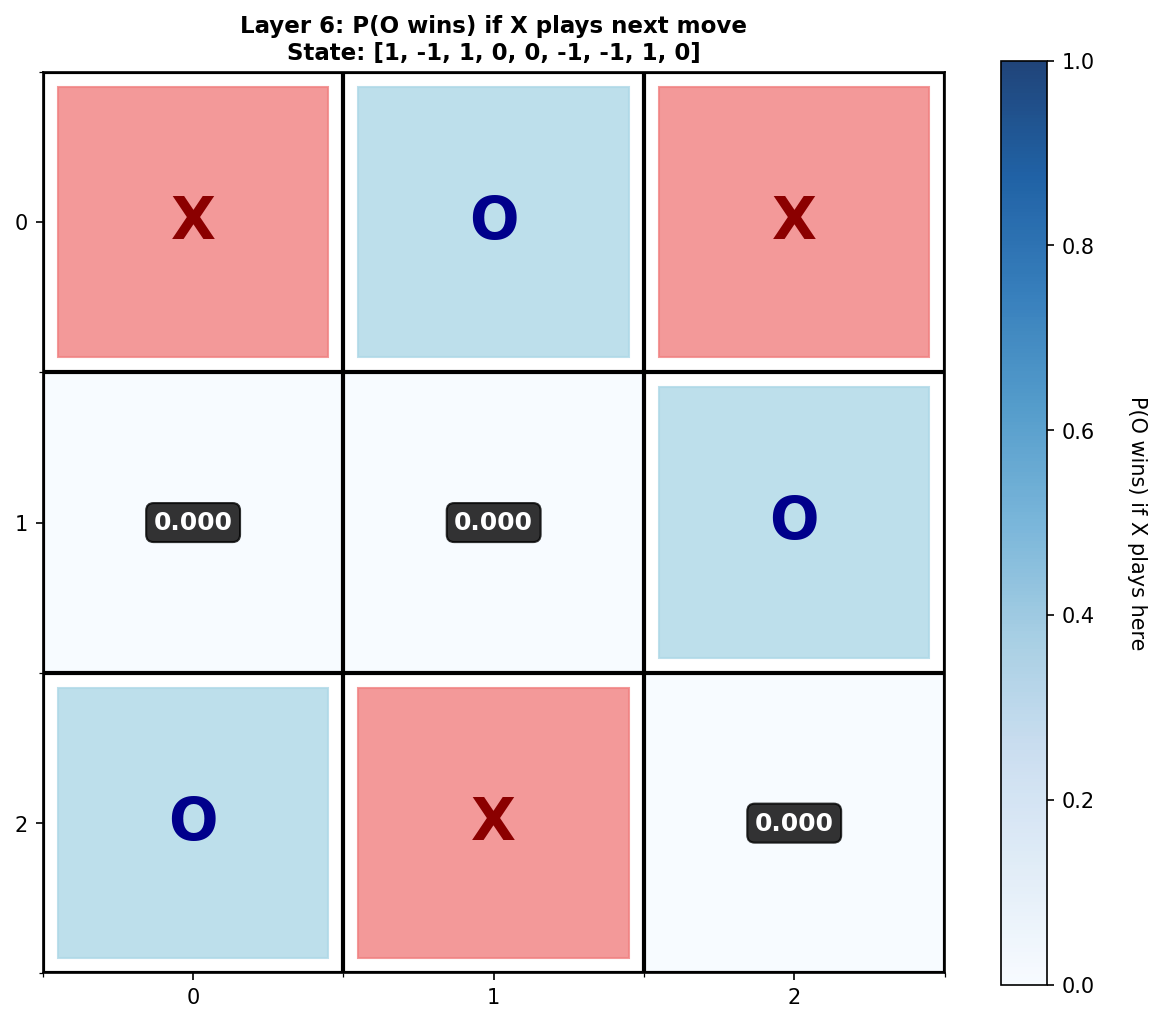 Layer 6: P(O wins) if X plays next move
State: [1, -1, 1, 0, 0, -1, -1, 1, 0]
X O X
0.000 0.000 O
O X 0.000
0
1
2
0 1 2
1.0
0.8
0.6
0.4
0.2
0.0
P(O wins) if X plays here